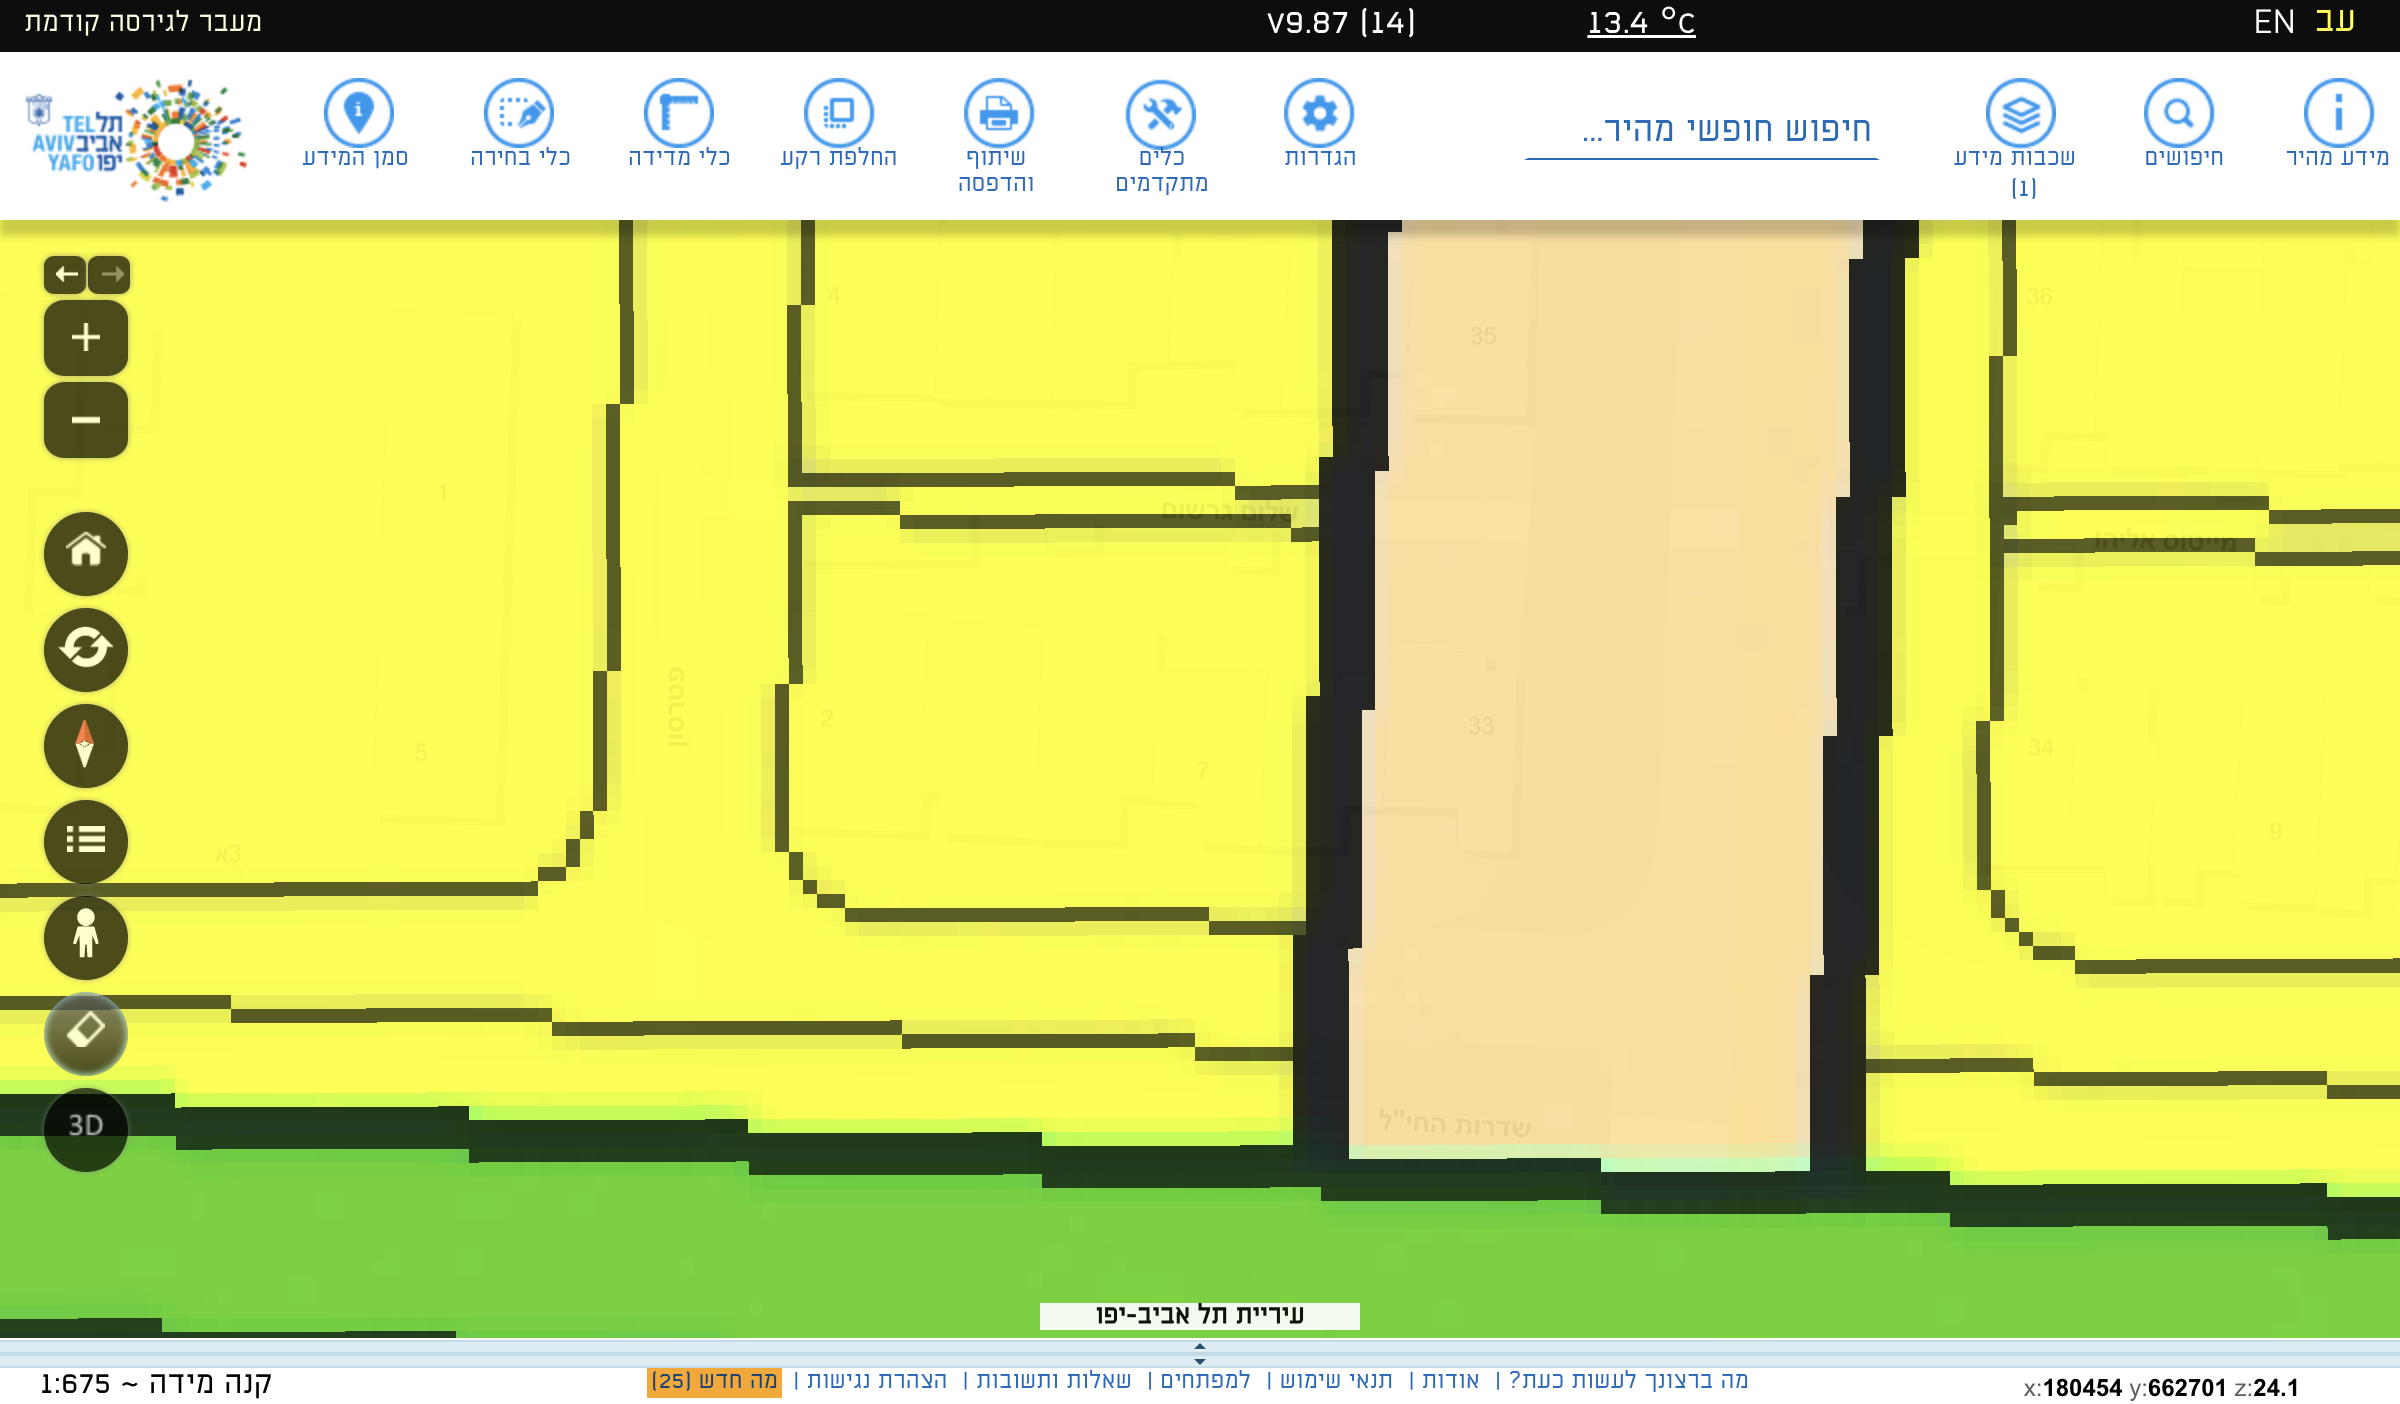 מעבר לגירסה קודמת
V9.87 (14)
13.4 °C
EN עב
תל
אביב
יפו
TEL
AVIV
YAFO
סמן המידע
כלי בחירה
כלי מדידה
החלפת רקע
שיתוף
והדפסה
כלים
מתקדמים
הגדרות
חיפוש חופשי מהיר...
שכבות מידע
(1)
חיפושים
מידע מהיר
4
35
36
1
שלום גרשום
מייטוס אליהו
פטרסון
2
33
34
5
7
9
3א
שדרות החי"ל
3D
עיריית תל אביב-יפו
קנה מידה ~ 1:675
מה ברצונך לעשות כעת? | אודות | תנאי שימוש | למפתחים | שאלות ותשובות | הצהרת נגישות | מה חדש (25)
x:180454 y:662701 z:24.1